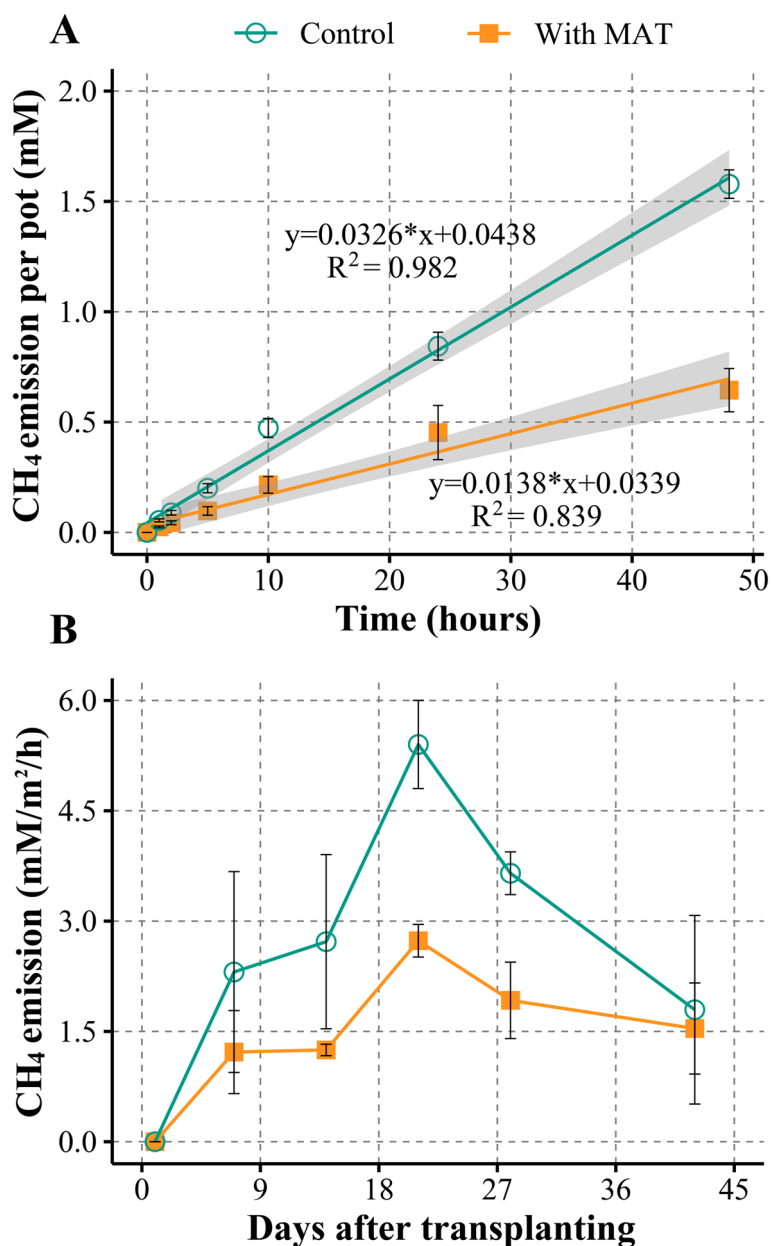 A
Control
With MAT
CH₄ emission per pot (mM)
2.0
1.5
1.0
0.5
0.0
y=0.0326*x+0.0438
R² = 0.982
y=0.0138*x+0.0339
R² = 0.839
0 10 20 30 40 50
Time (hours)
B
CH₄ emission (mM/m²/h)
6.0
4.5
3.0
1.5
0.0
0 9 18 27 36 45
Days after transplanting